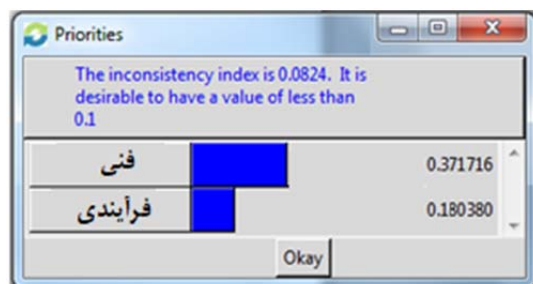 Priorities
The inconsistency index is 0.0824. It is
desirable to have a value of less than
0.1
فنی 0.371716
فرآیندی 0.180380
Okay